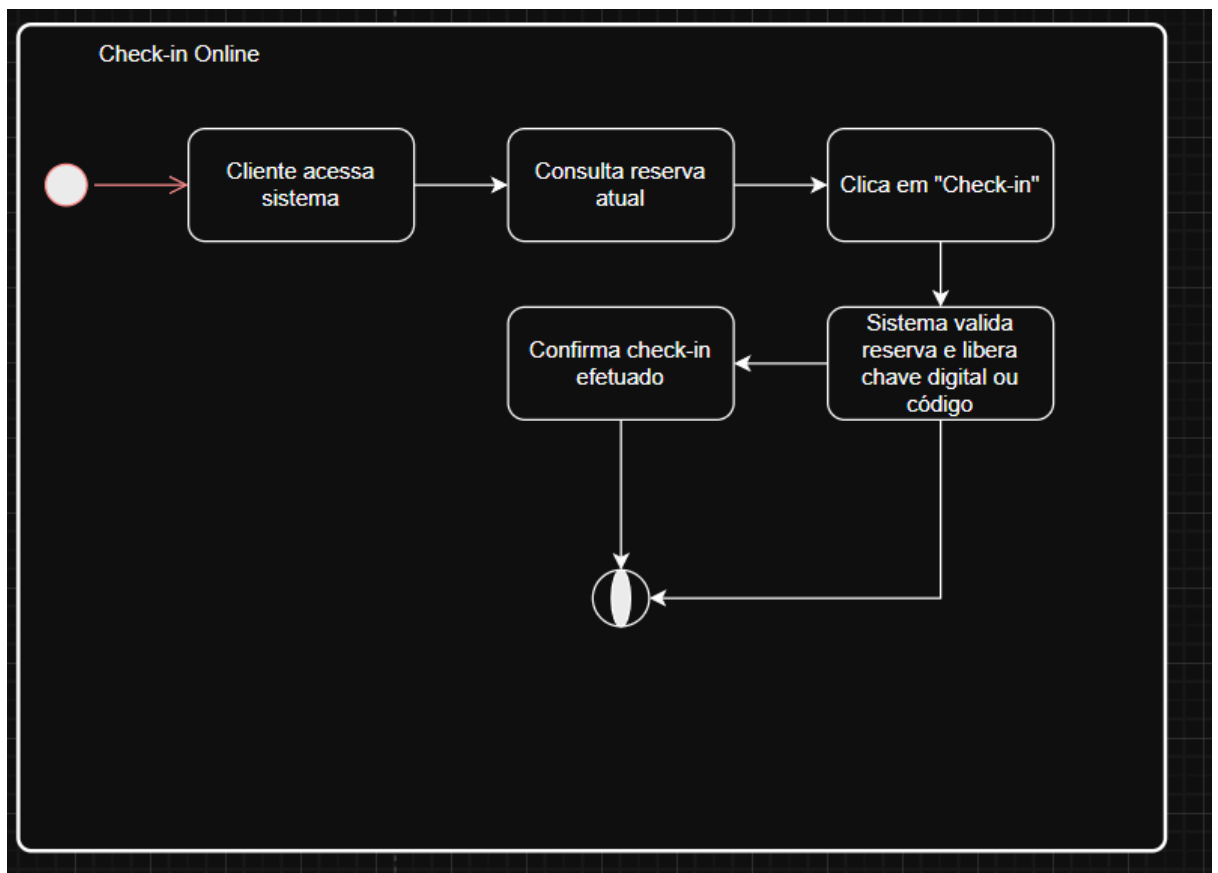 Check-in Online
Cliente acessa
sistema
Consulta reserva
atual
Clica em "Check-in"
Sistema valida
reserva e libera
chave digital ou
código
Confirma check-in
efetuado